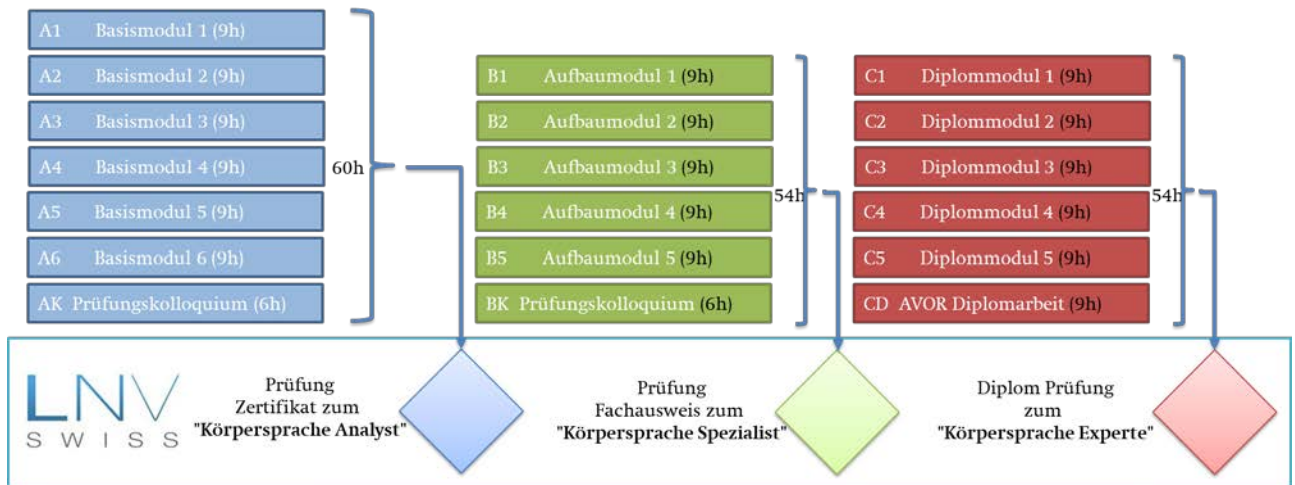 A1 Basismodul 1 (9h)
A2 Basismodul 2 (9h)
A3 Basismodul 3 (9h)
A4 Basismodul 4 (9h)
A5 Basismodul 5 (9h)
A6 Basismodul 6 (9h)
AK Prüfungskolloquium (6h)
60h
B1 Aufbaumodul 1 (9h)
B2 Aufbaumodul 2 (9h)
B3 Aufbaumodul 3 (9h)
B4 Aufbaumodul 4 (9h)
B5 Aufbaumodul 5 (9h)
BK Prüfungskolloquium (6h)
54h
C1 Diplommodul 1 (9h)
C2 Diplommodul 2 (9h)
C3 Diplommodul 3 (9h)
C4 Diplommodul 4 (9h)
C5 Diplommodul 5 (9h)
CD AVOR Diplomarbeit (9h)
54h
LNV
SWISS
Prüfung
Zertifikat zum
"Körpersprache Analyst"
Prüfung
Fachausweis zum
"Körpersprache Spezialist"
Diplom Prüfung
zum
"Körpersprache Experte"